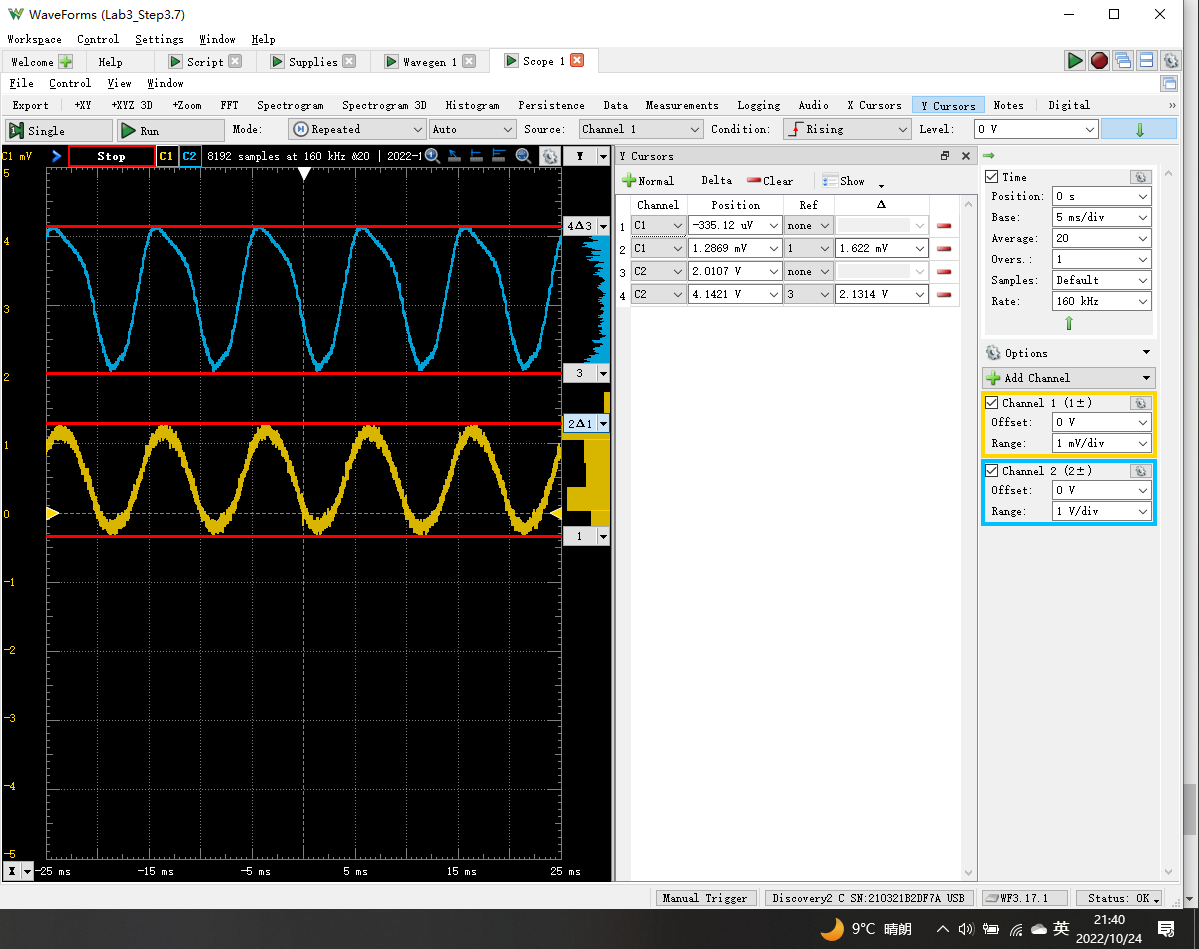 WaveForms (Lab3_Step3.7)
Workspace Control Settings Window Help
Welcome Help Script Supplies Wavegen 1 Scope 1
File Control View Window
Export +XY +XYZ 3D +Zoom FFT Spectrogram Spectrogram 3D Histogram Persistence Data Measurements Logging Audio X Cursors Y Cursors Notes Digital »
Single Run Mode: Repeated Auto Source: Channel 1 Condition: Rising Level: 0 V
C1 mV Stop C1 C2 8192 samples at 160 kHz &20 | 2022-1 Y
5
4
3
2
1
0
-1
-2
-3
-4
-5
4Δ3
3
2Δ1
1
X -25 ms -15 ms -5 ms 5 ms 15 ms 25 ms
Y Cursors
Normal Delta Clear Show
Channel Position Ref Δ
1 C1 -335.12 uV none
2 C1 1.2869 mV 1 1.622 mV
3 C2 2.0107 V none
4 C2 4.1421 V 3 2.1314 V
Time
Position: 0 s
Base: 5 ms/div
Average: 20
Overs.: 1
Samples: Default
Rate: 160 kHz
Options
Add Channel
Channel 1 (1±)
Offset: 0 V
Range: 1 mV/div
Channel 2 (2±)
Offset: 0 V
Range: 1 V/div
Manual Trigger Discovery2 C SN:210321B2DF7A USB WF3.17.1 Status: OK
9°C 晴朗 英 21:40
2022/10/24